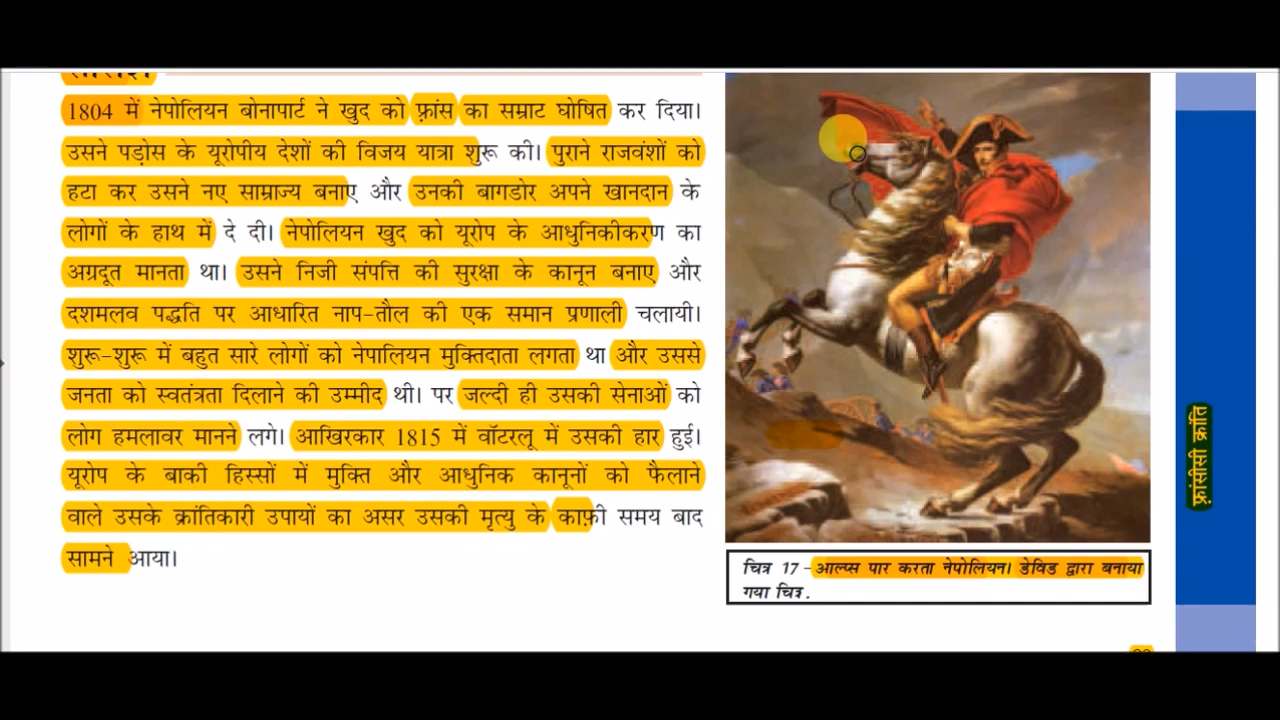 1804 में नेपोलियन बोनापार्ट ने खुद को फ़्रांस का सम्राट घोषित कर दिया।
उसने पड़ोस के यूरोपीय देशों की विजय यात्रा शुरू की। पुराने राजवंशों को
हटा कर उसने नए साम्राज्य बनाए और उनकी बागडोर अपने खानदान के
लोगों के हाथ में दे दी। नेपोलियन खुद को यूरोप के आधुनिकीकरण का
अग्रदूत मानता था। उसने निजी संपत्ति की सुरक्षा के कानून बनाए और
दशमलव पद्धति पर आधारित नाप-तौल की एक समान प्रणाली चलायी।
शुरू-शुरू में बहुत सारे लोगों को नेपालियन मुक्तिदाता लगता था और उससे
जनता को स्वतंत्रता दिलाने की उम्मीद थी। पर जल्दी ही उसकी सेनाओं को
लोग हमलावर मानने लगे। आखिरकार 1815 में वॉटरलू में उसकी हार हुई।
यूरोप के बाकी हिस्सों में मुक्ति और आधुनिक कानूनों को फैलाने
वाले उसके क्रांतिकारी उपायों का असर उसकी मृत्यु के काफ़ी समय बाद
सामने आया।
चित्र 17 – आल्प्स पार करता नेपोलियन। डेविड द्वारा बनाया
गया चित्र.
फ़्रांसीसी क्रांति